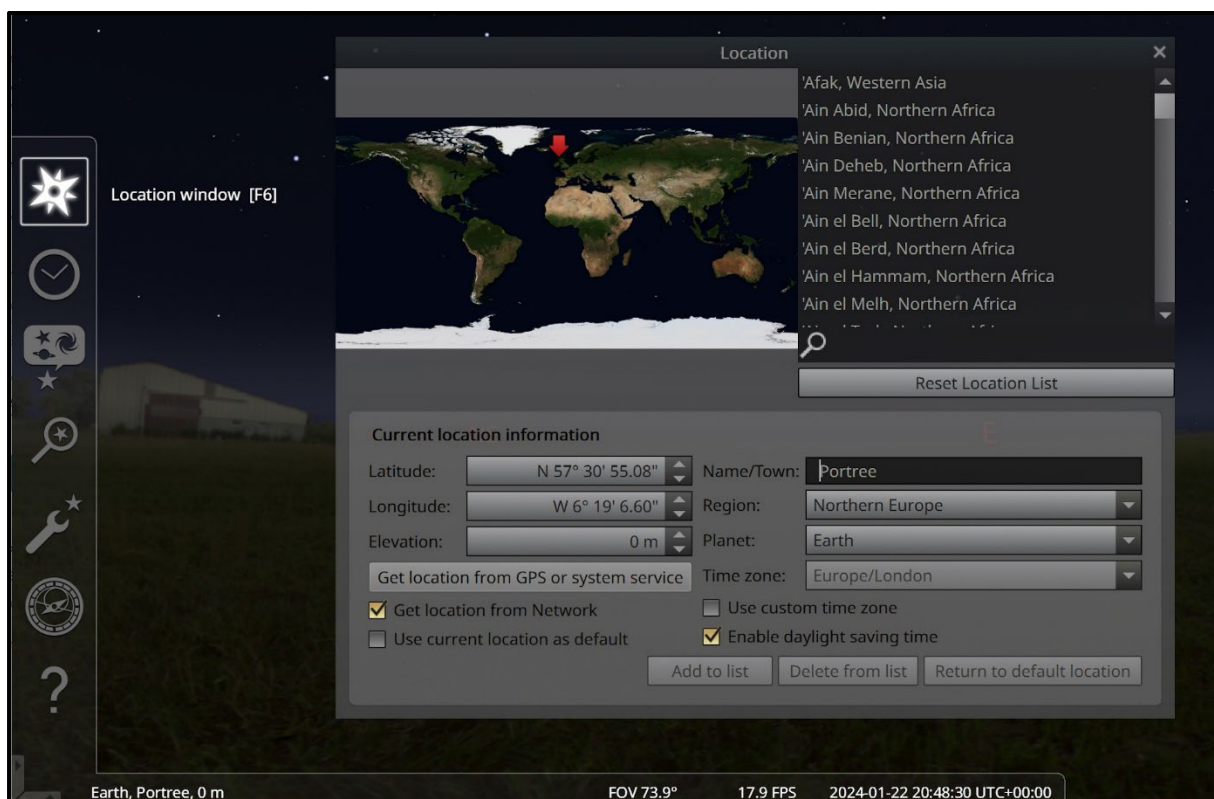 Location
'Afak, Western Asia
'Ain Abid, Northern Africa
'Ain Benian, Northern Africa
'Ain Deheb, Northern Africa
'Ain Merane, Northern Africa
'Ain el Bell, Northern Africa
'Ain el Berd, Northern Africa
'Ain el Hammam, Northern Africa
'Ain el Melh, Northern Africa
Location window [F6]
Reset Location List
E
Current location information
Latitude: N 57° 30' 55.08" Name/Town: Portree
Longitude: W 6° 19' 6.60" Region: Northern Europe
Elevation: 0 m Planet: Earth
Get location from GPS or system service Time zone: Europe/London
Get location from Network Use custom time zone
Use current location as default Enable daylight saving time
Add to list Delete from list Return to default location
?
Earth, Portree, 0 m FOV 73.9° 17.9 FPS 2024-01-22 20:48:30 UTC+00:00